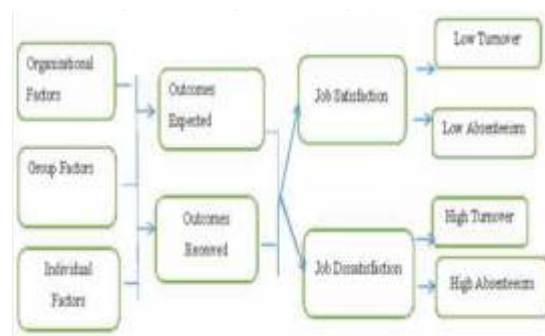 Organizational
Factors
Group Factors
Individual
Factors
Outcomes
Expected
Outcomes
Received
Job Satisfaction
Job Dissatisfaction
Low Turnover
Low Absenteeism
High Turnover
High Absenteeism